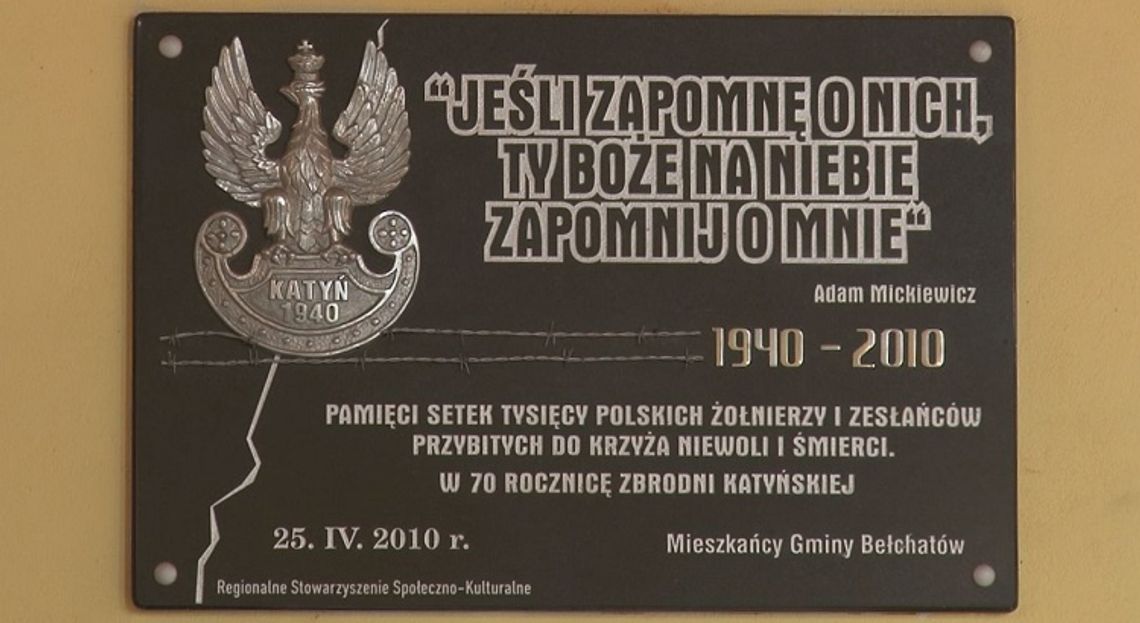 “JEŚLI ZAPOMNĘ O NICH,
TY BOŻE NA NIEBIE
ZAPOMNIJ O MNIE“
Adam Mickiewicz
KATYŃ
1940
1940 – 2010
PAMIĘCI SETEK TYSIĘCY POLSKICH ŻOŁNIERZY I ZESŁAŃCÓW
PRZYBITYCH DO KRZYŻA NIEWOLI I ŚMIERCI.
W 70 ROCZNICĘ ZBRODNI KATYŃSKIEJ
25. IV. 2010 r.
Mieszkańcy Gminy Bełchatów
Regionalne Stowarzyszenie Społeczno-Kulturalne